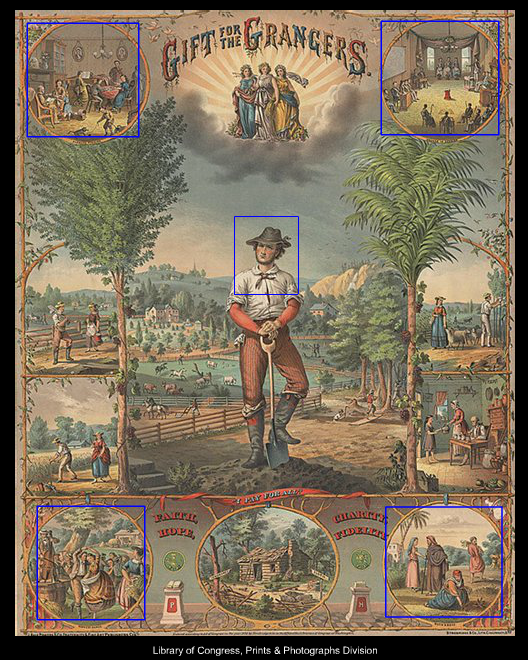 GIFT FOR THE GRANGERS.
"I PAY FOR ALL"
FAITH.
HOPE.
CHARITY
FIDELITY
P
H
Library of Congress, Prints & Photographs Division